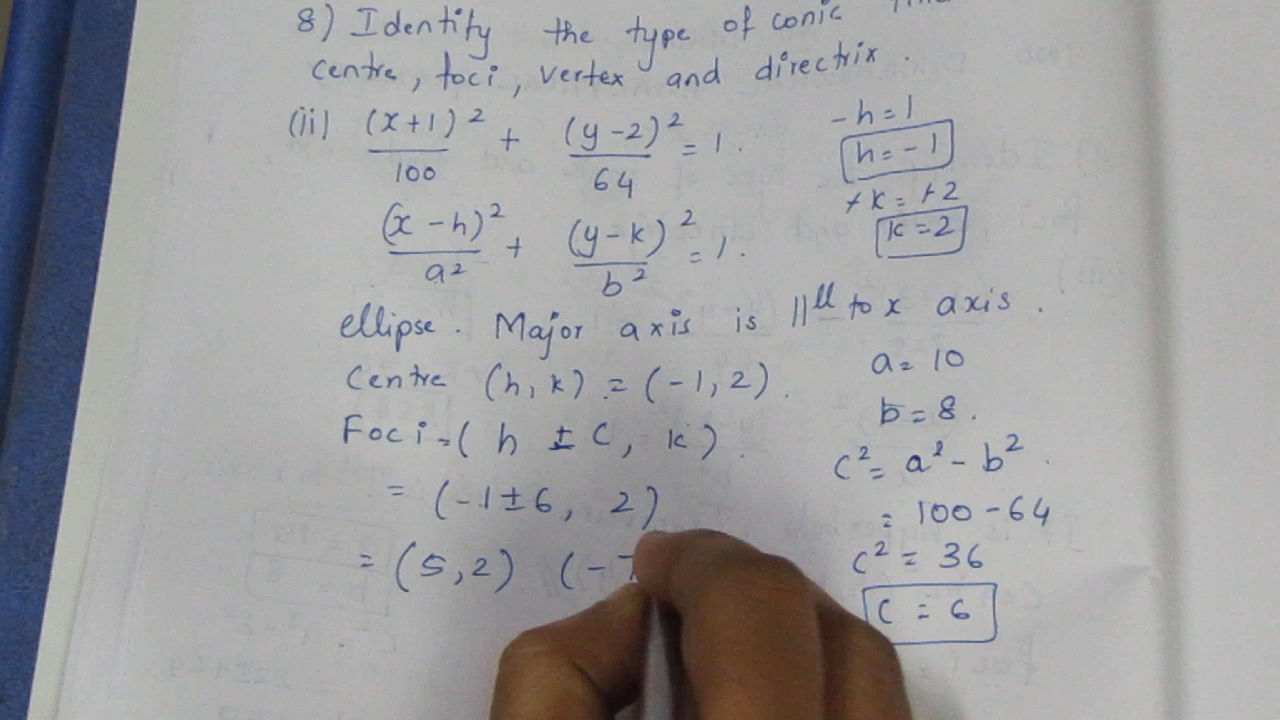 8) Identify the type of conic
centre, foci, vertex and directrix.
(ii) (x+1)²/100 + (y-2)²/64 = 1.
(x-h)²/a² + (y-k)²/b² = 1.
ellipse. Major axis is ||ˡˡ to x axis.
Centre (h, k) = (-1, 2).
Foci = (h ± c, k).
= (-1±6, 2)
= (5,2) (-7
-h = 1
h = -1
+k = +2
k = 2
a = 10
b = 8.
c² = a² - b².
= 100 - 64
c² = 36
c = 6